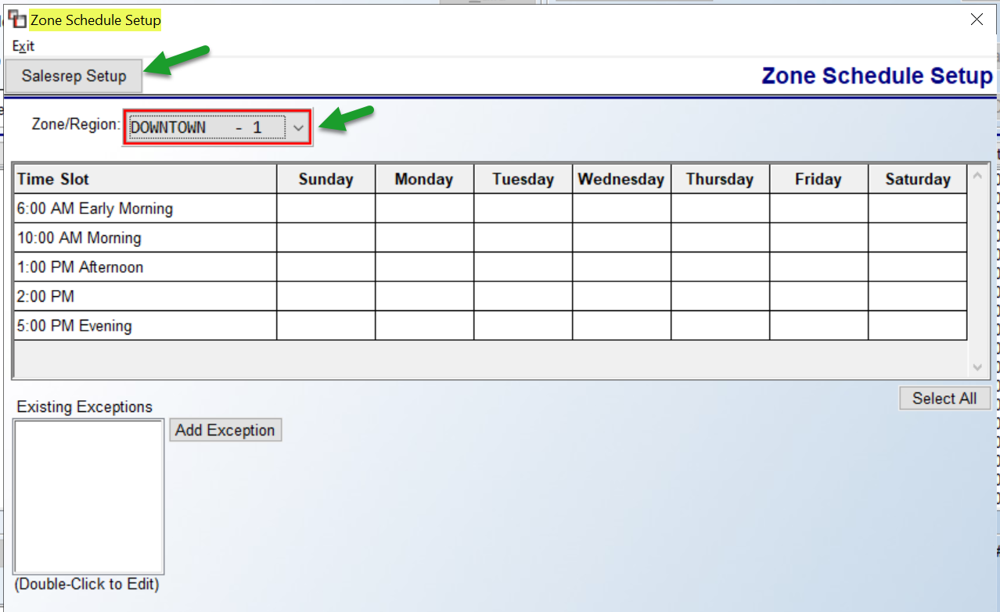 Zone Schedule Setup
Exit
Salesrep Setup
Zone Schedule Setup
Zone/Region: DOWNTOWN - 1
Time Slot Sunday Monday Tuesday Wednesday Thursday Friday Saturday
6:00 AM Early Morning
10:00 AM Morning
1:00 PM Afternoon
2:00 PM
5:00 PM Evening
Select All
Existing Exceptions
Add Exception
(Double-Click to Edit)